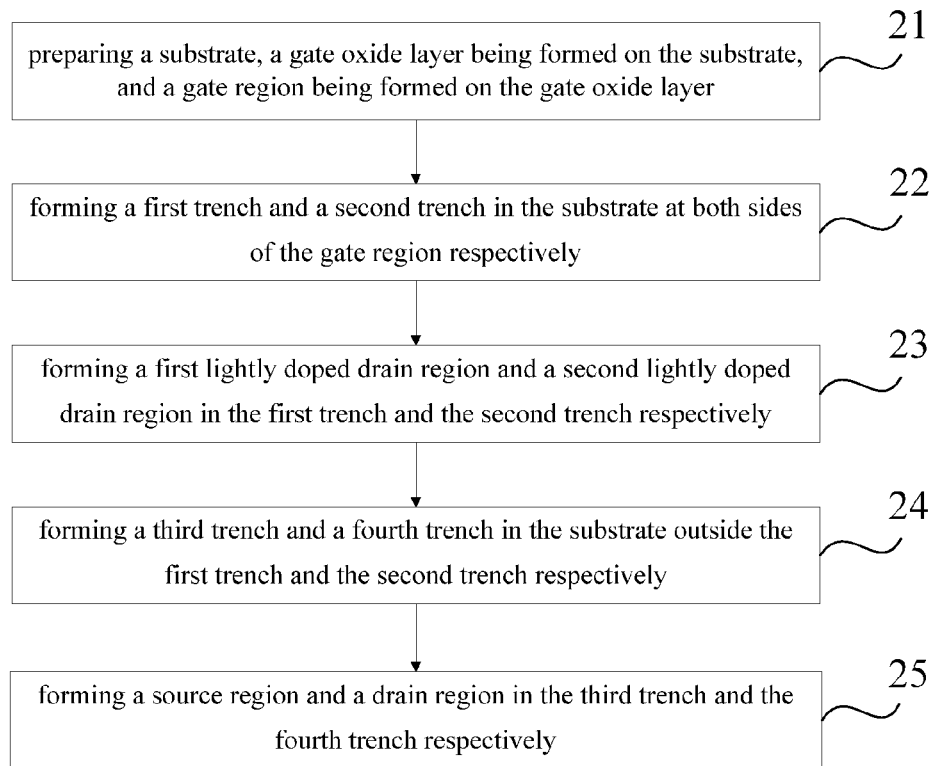 21
preparing a substrate, a gate oxide layer being formed on the substrate,
and a gate region being formed on the gate oxide layer
22
forming a first trench and a second trench in the substrate at both sides
of the gate region respectively
23
forming a first lightly doped drain region and a second lightly doped
drain region in the first trench and the second trench respectively
24
forming a third trench and a fourth trench in the substrate outside the
first trench and the second trench respectively
25
forming a source region and a drain region in the third trench and the
fourth trench respectively